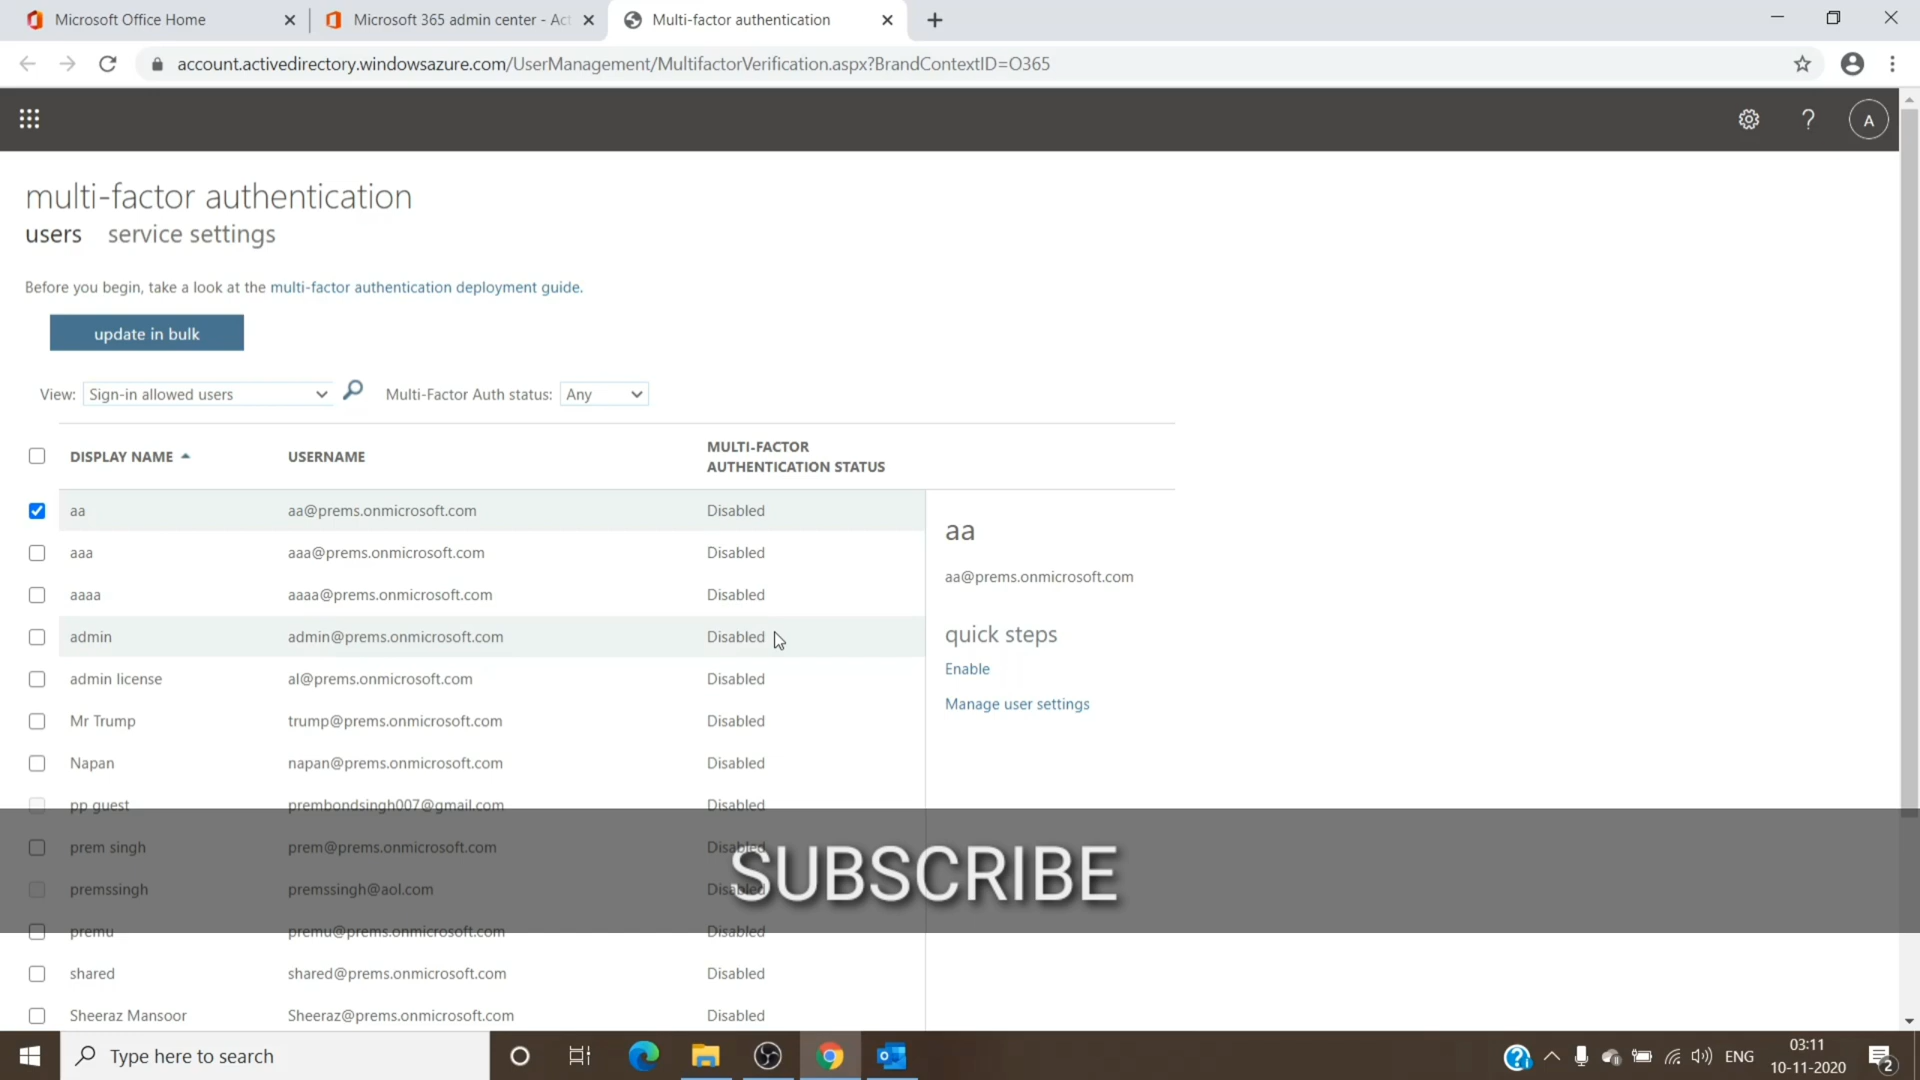 Microsoft Office Home
Microsoft 365 admin center - Act
Multi-factor authentication
account.activedirectory.windowsazure.com/UserManagement/MultifactorVerification.aspx?BrandContextID=O365
A
multi-factor authentication
users service settings
Before you begin, take a look at the multi-factor authentication deployment guide.
update in bulk
View: Sign-in allowed users Multi-Factor Auth status: Any
DISPLAY NAME USERNAME MULTI-FACTOR
AUTHENTICATION STATUS
aa aa@prems.onmicrosoft.com Disabled
aaa aaa@prems.onmicrosoft.com Disabled
aaaa aaaa@prems.onmicrosoft.com Disabled
admin admin@prems.onmicrosoft.com Disabled
admin license al@prems.onmicrosoft.com Disabled
Mr Trump trump@prems.onmicrosoft.com Disabled
Napan napan@prems.onmicrosoft.com Disabled
pp guest prembondsingh007@gmail.com Disabled
prem singh prem@prems.onmicrosoft.com Disabled
premssingh premssingh@aol.com Disabled
premu premu@prems.onmicrosoft.com Disabled
shared shared@prems.onmicrosoft.com Disabled
Sheeraz Mansoor Sheeraz@prems.onmicrosoft.com Disabled
aa
aa@prems.onmicrosoft.com
quick steps
Enable
Manage user settings
SUBSCRIBE
Type here to search
ENG
03:11
10-11-2020
2